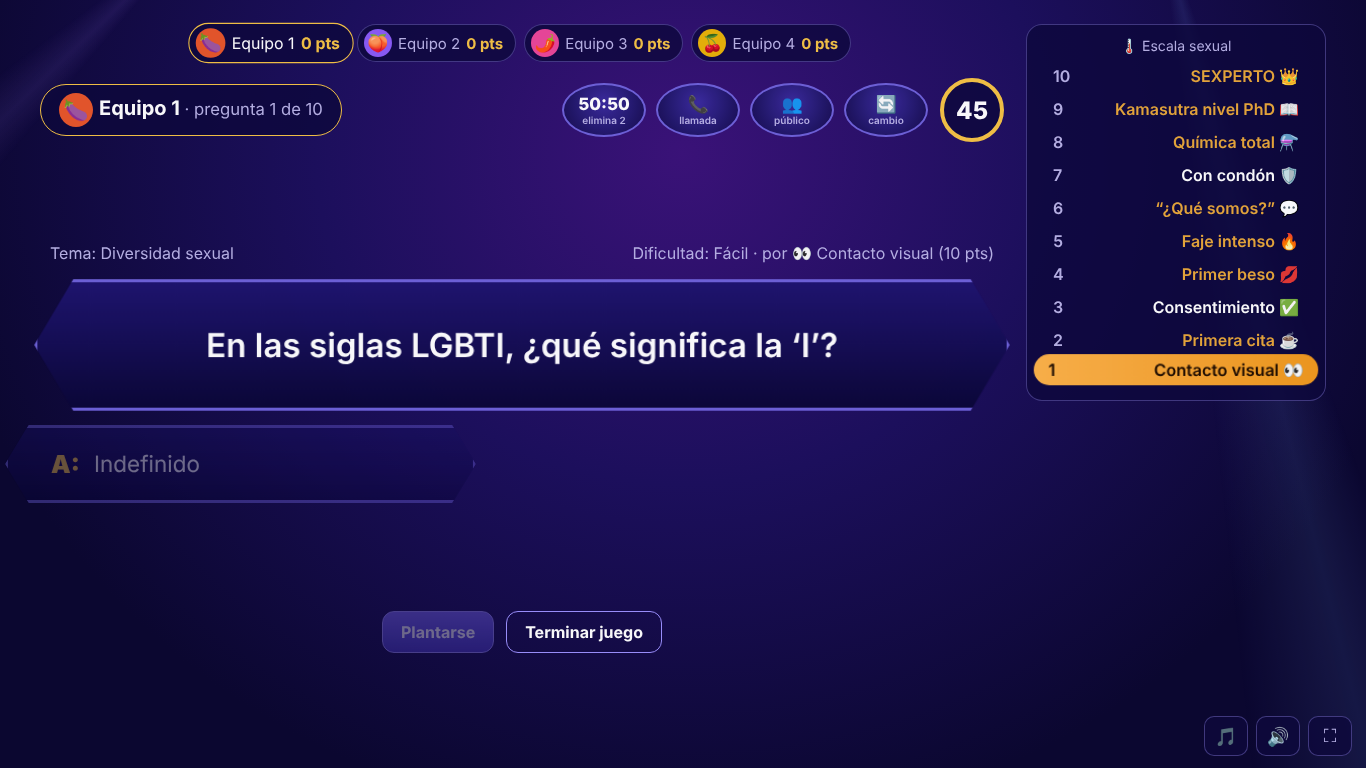 Equipo 1 0 pts
Equipo 2 0 pts
Equipo 3 0 pts
Equipo 4 0 pts
Equipo 1 · pregunta 1 de 10
50:50
elimina 2
llamada
público
cambio
45
Tema: Diversidad sexual
Dificultad: Fácil · por 👀 Contacto visual (10 pts)
En las siglas LGBTI, ¿qué significa la ‘I’?
A: Indefinido
Plantarse
Terminar juego
🌡️ Escala sexual
10 SEXPERTO 👑
9 Kamasutra nivel PhD 📖
8 Química total ⚗️
7 Con condón 🛡️
6 “¿Qué somos?” 💬
5 Faje intenso 🔥
4 Primer beso 💋
3 Consentimiento ✅
2 Primera cita ☕
1 Contacto visual 👀